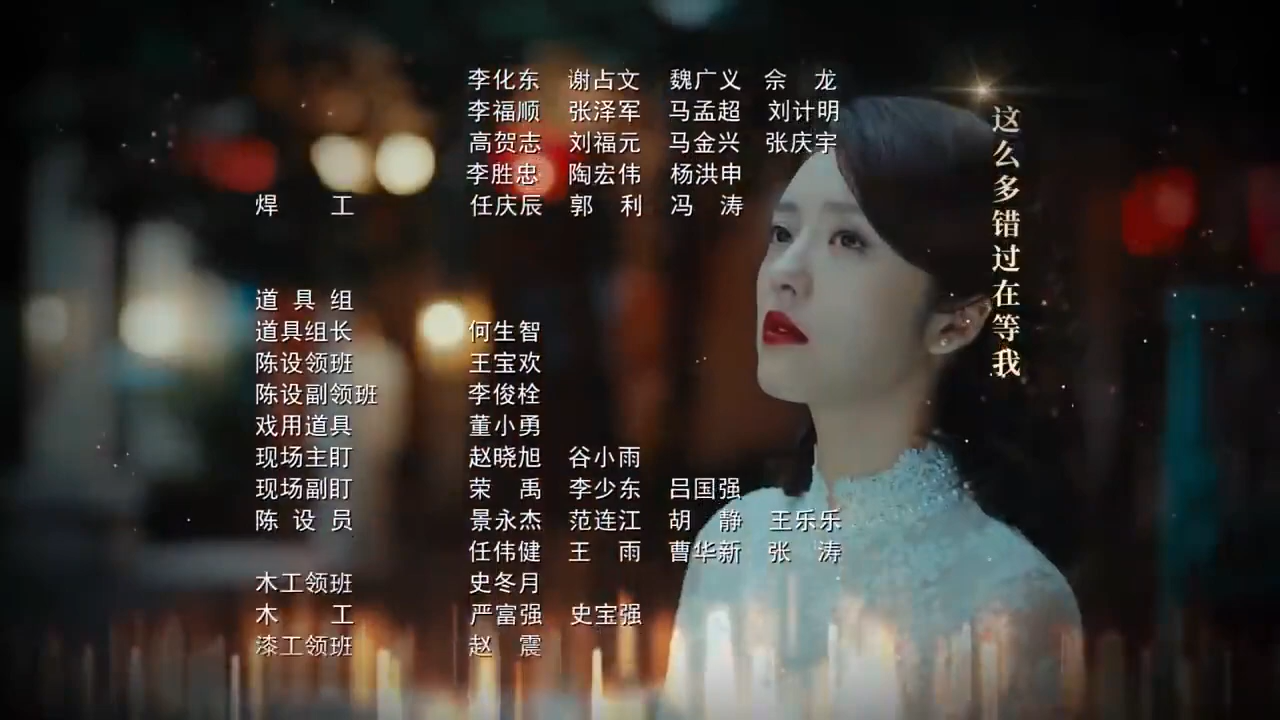 李化东 谢占文 魏广义 佘 龙
李福顺 张泽军 马孟超 刘计明
高贺志 刘福元 马金兴 张庆宇
李胜忠 陶宏伟 杨洪申
焊 工 任庆辰 郭 利 冯 涛
道 具 组
道具组长 何生智
陈设领班 王宝欢
陈设副领班 李俊栓
戏用道具 董小勇
现场主盯 赵晓旭 谷小雨
现场副盯 荣 禹 李少东 吕国强
陈 设 员 景永杰 范连江 胡 静 王乐乐
任伟健 王 雨 曹华新 张 涛
木工领班 史冬月
木 工 严富强 史宝强
漆工领班 赵 震
这么多错过在等我